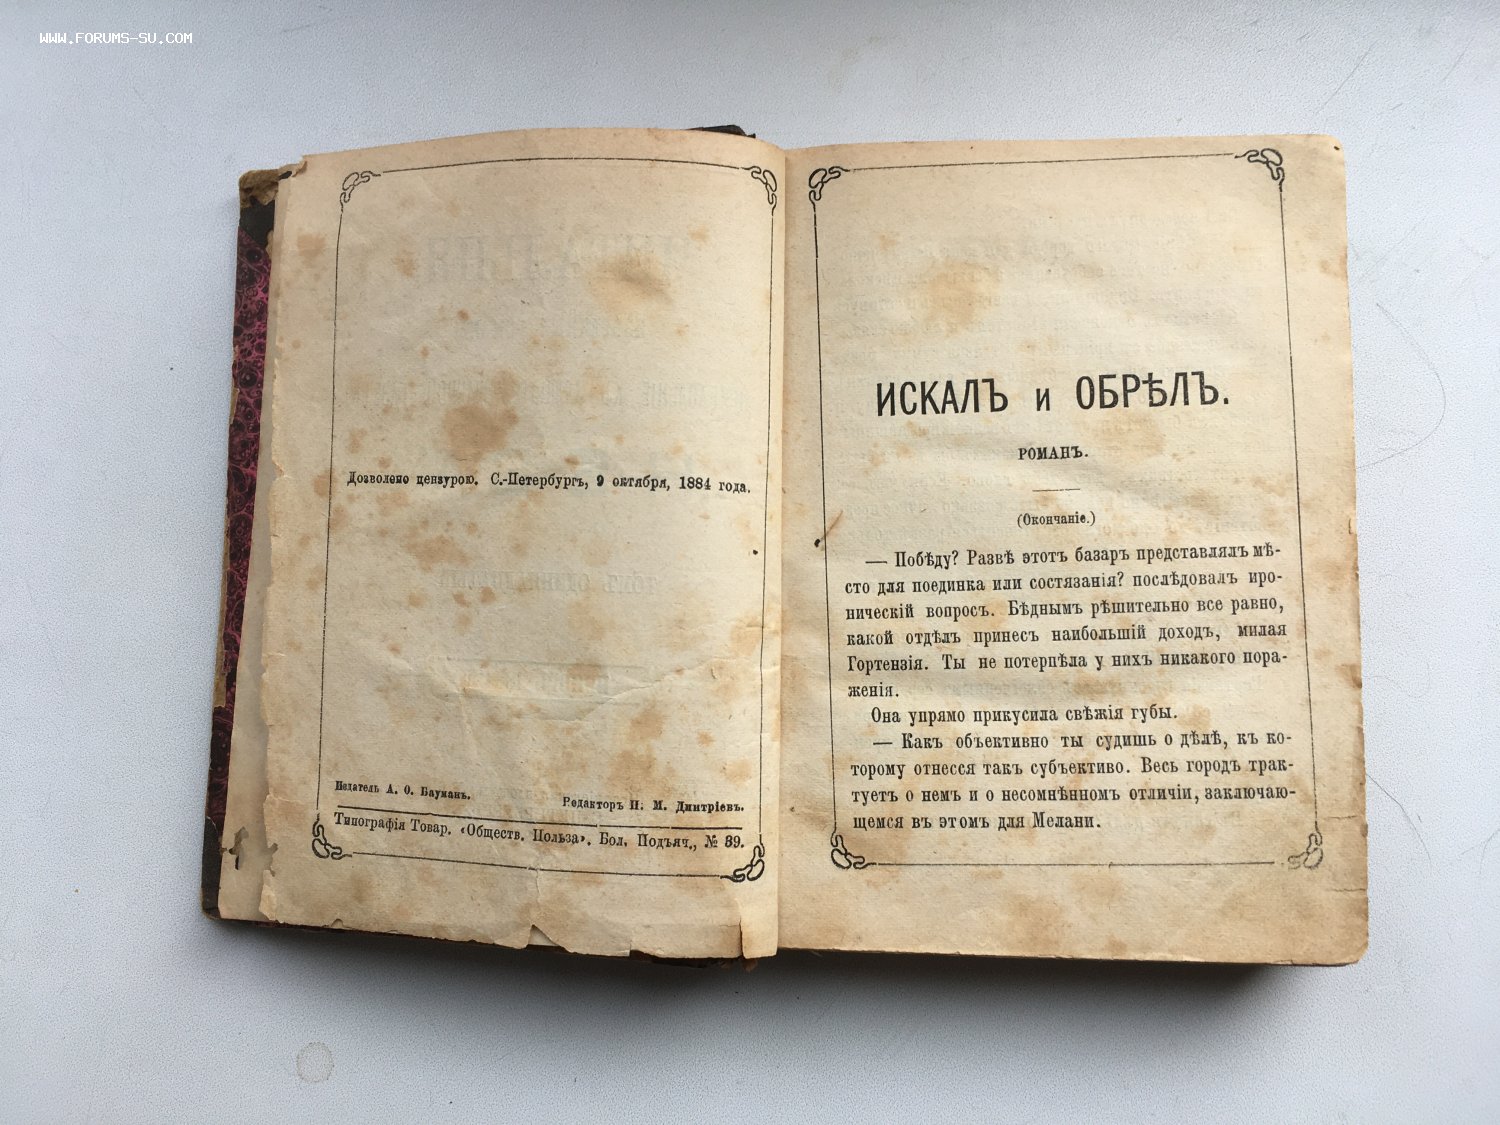 WWW.FORUMS-SU.COM
Дозволено цензурою. С.-Петербургъ, 9 октября, 1884 года.
Издатель А. О. Бауманъ.
Редакторъ П. М. Дмитріевъ.
Типографія Товар. «Обществ. Польза». Бол. Подъяч., № 39.
ИСКАЛЪ и ОБРѢЛЪ.
РОМАНЪ.
(Окончаніе.)
— Побѣду? Развѣ этотъ базаръ представлялъ мѣ-
сто для поединка или состязанія? послѣдовалъ иро-
ническій вопросъ. Бѣднымъ рѣшительно все равно,
какой отдѣлъ принесъ наибольшій доходъ, милая
Гортензія. Ты не потерпѣла у нихъ никакого пора-
женія.
Она упрямо прикусила свѣжія губы.
— Какъ объективно ты судишь о дѣлѣ, къ ко-
торому отнесся такъ субъективо. Весь городъ трак-
туетъ о немъ и о несомнѣнномъ отличіи, заключаю-
щемся въ этомъ для Мелани.